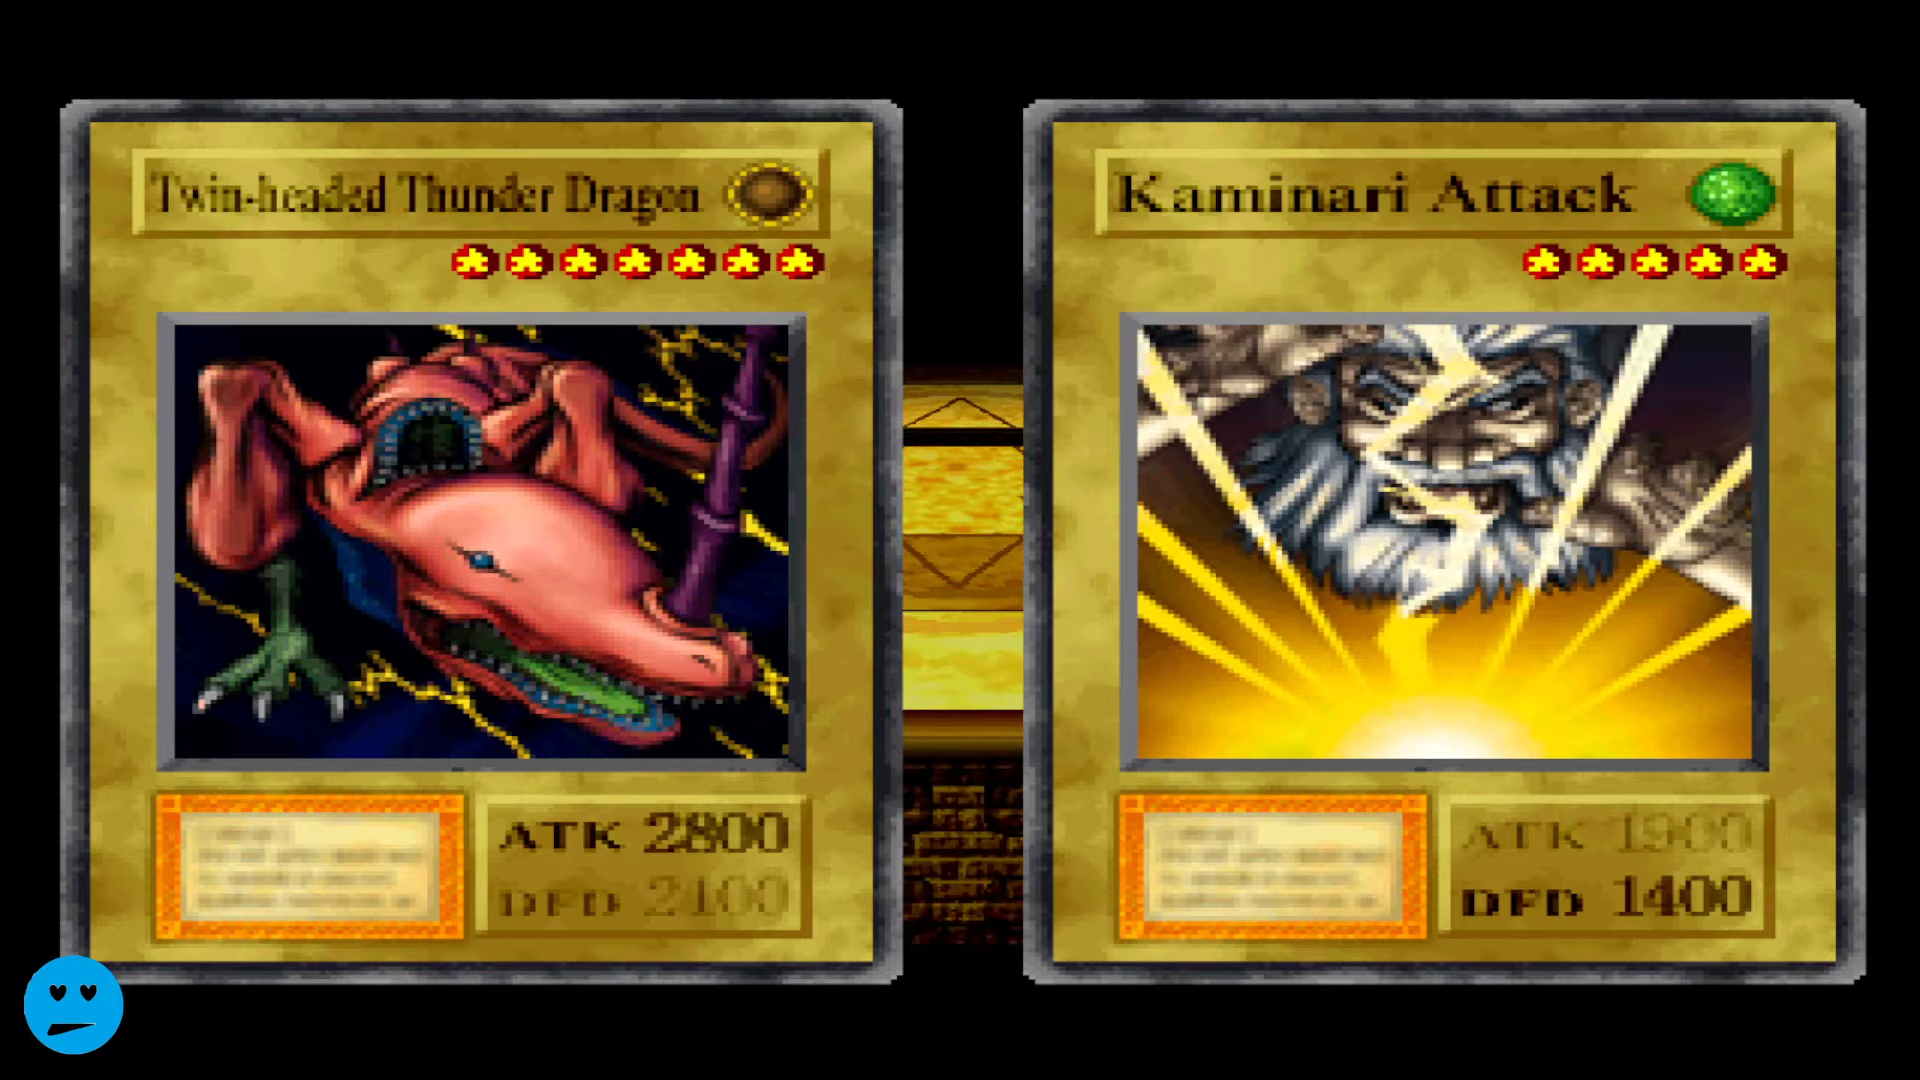 Twin-headed Thunder Dragon
Kaminari Attack
ATK 2800
DFD 2100
ATK 1900
DFD 1400